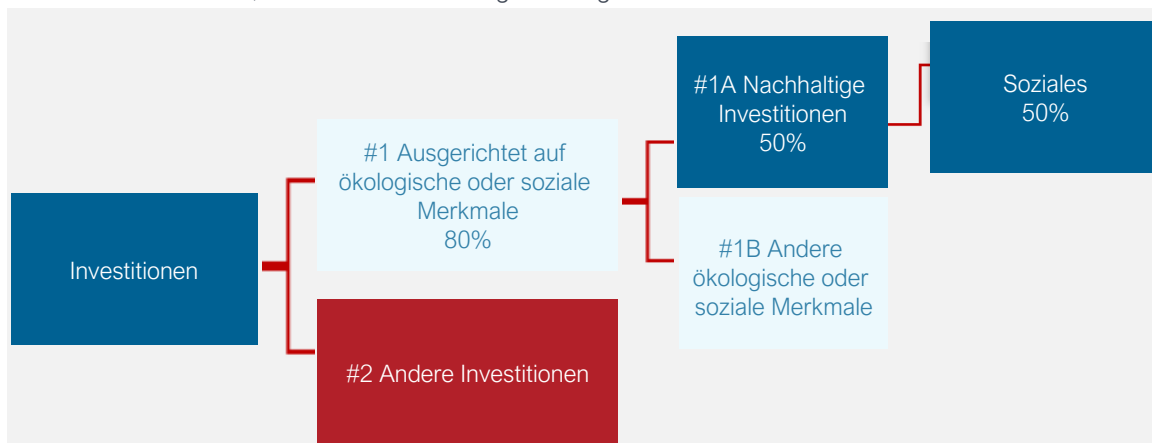 Investitionen
#1 Ausgerichtet auf
ökologische oder soziale
Merkmale
80%
#2 Andere Investitionen
#1A Nachhaltige
Investitionen
50%
#1B Andere
ökologische oder
soziale Merkmale
Soziales
50%